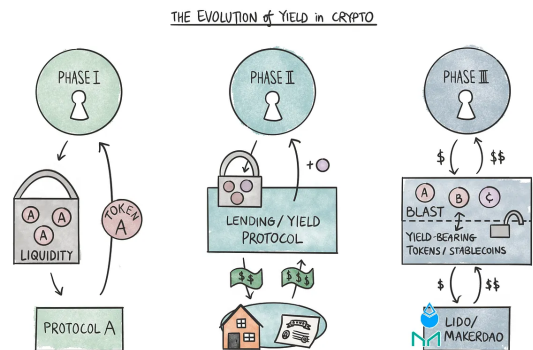 THE EVOLUTION of YIELD in CRYPTO
PHASE I
PHASE II
PHASE III
A
A
A
LIQUIDITY
TOKEN
A
PROTOCOL A
+
LENDING/YIELD
PROTOCOL
$
$$$
$
$$
A
B
C
BLAST
YIELD-BEARING
TOKENS/STABLECOINS
$
$$
LIDO/
MAKERDAO